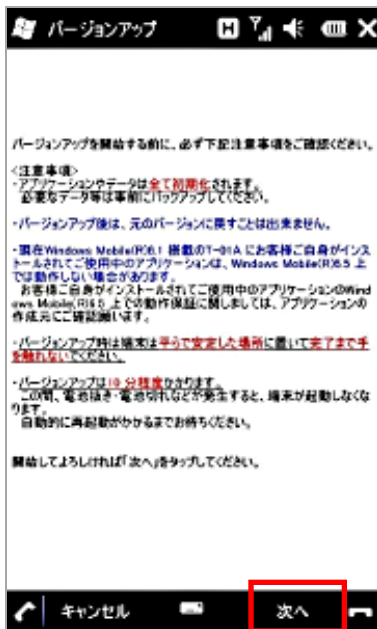 バージョンアップ
H
バージョンアップを開始する前に、必ず下記注意事項をご確認ください。
<注意事項>
・アプリケーションやデータは全て初期化されます。
必要なデータ等は事前にバックアップしてください。
・バージョンアップ後は、元のバージョンに戻すことは出来ません。
・現在Windows Mobile(R)6.1 搭載のT-01A にお客様ご自身がインス
トールされてご使用中のアプリケーションは、Windows Mobile(R)6.5 上
では動作しない場合があります。
お客様ご自身がインストールされてご使用中のアプリケーションのWind
ows Mobile(R)6.5 上での動作保証に関しましては、アプリケーションの
作成元にご確認願います。
・バージョンアップ時は端末は平らで安定した場所に置いて完了まで手
を触れないでください。
・バージョンアップは10 分程度かかります。
この間、電池抜き・電池切れなどが発生すると、端末が起動しなくな
ります。
自動的に再起動がかかるまでお待ちください。
開始してよろしければ「次へ」をタップしてください。
キャンセル
次へ